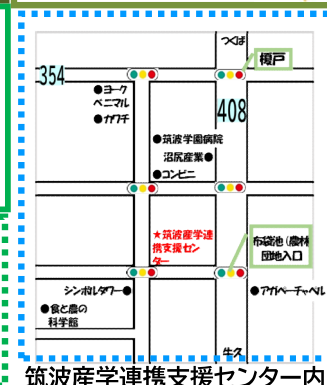 つくば
榎戸
354
●ヨーク
ベニマル
●カワチ
408
●筑波学園病院
沼尻産業●
●コンビニ
★筑波産学連
携支援セン
ター
布袋池(農林
団地入口
シンボルタワー●
●アガペーチャペル
●食と農の
科学館
牛久
筑波産学連携支援センター内